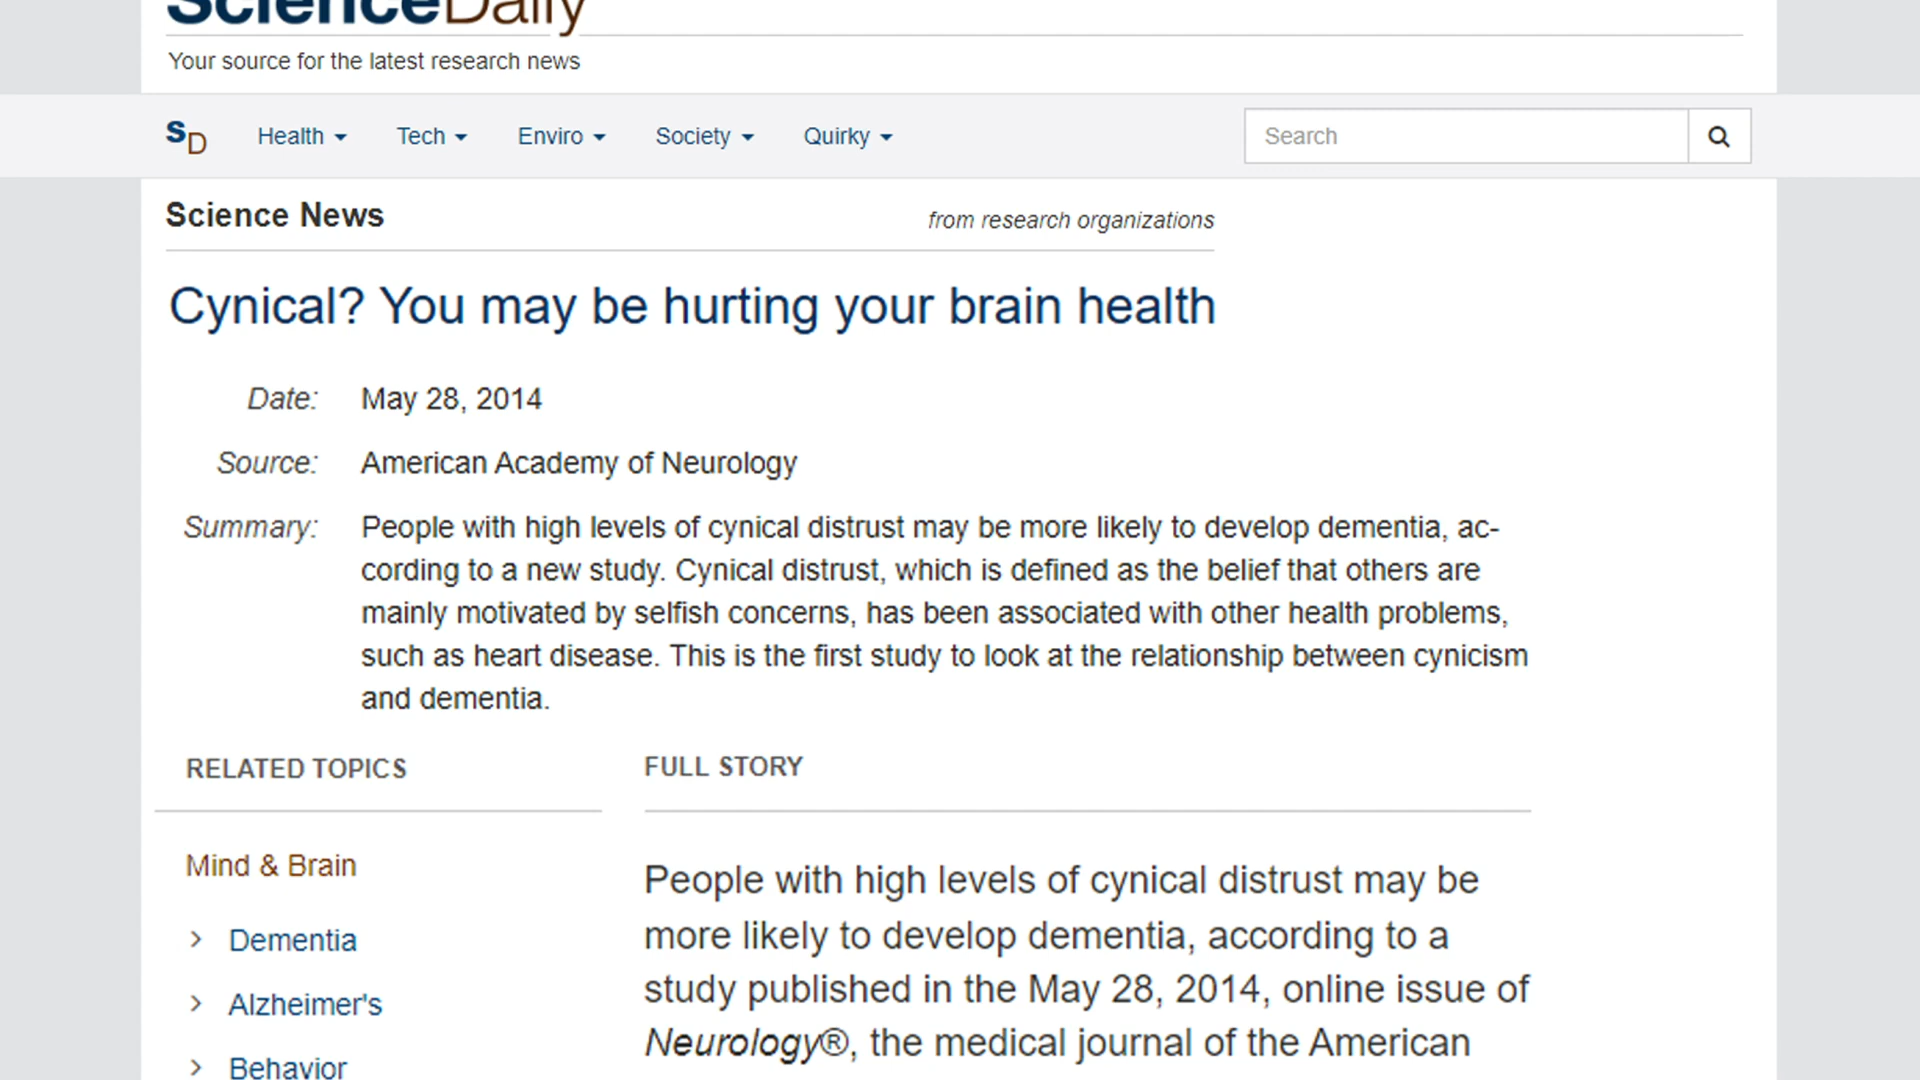 ScienceDaily
Your source for the latest research news
SD Health Tech Enviro Society Quirky Search
Science News from research organizations
Cynical? You may be hurting your brain health
Date: May 28, 2014
Source: American Academy of Neurology
Summary: People with high levels of cynical distrust may be more likely to develop dementia, ac-
cording to a new study. Cynical distrust, which is defined as the belief that others are
mainly motivated by selfish concerns, has been associated with other health problems,
such as heart disease. This is the first study to look at the relationship between cynicism
and dementia.
RELATED TOPICS
Mind & Brain
Dementia
Alzheimer's
Behavior
FULL STORY
People with high levels of cynical distrust may be
more likely to develop dementia, according to a
study published in the May 28, 2014, online issue of
Neurology®, the medical journal of the American